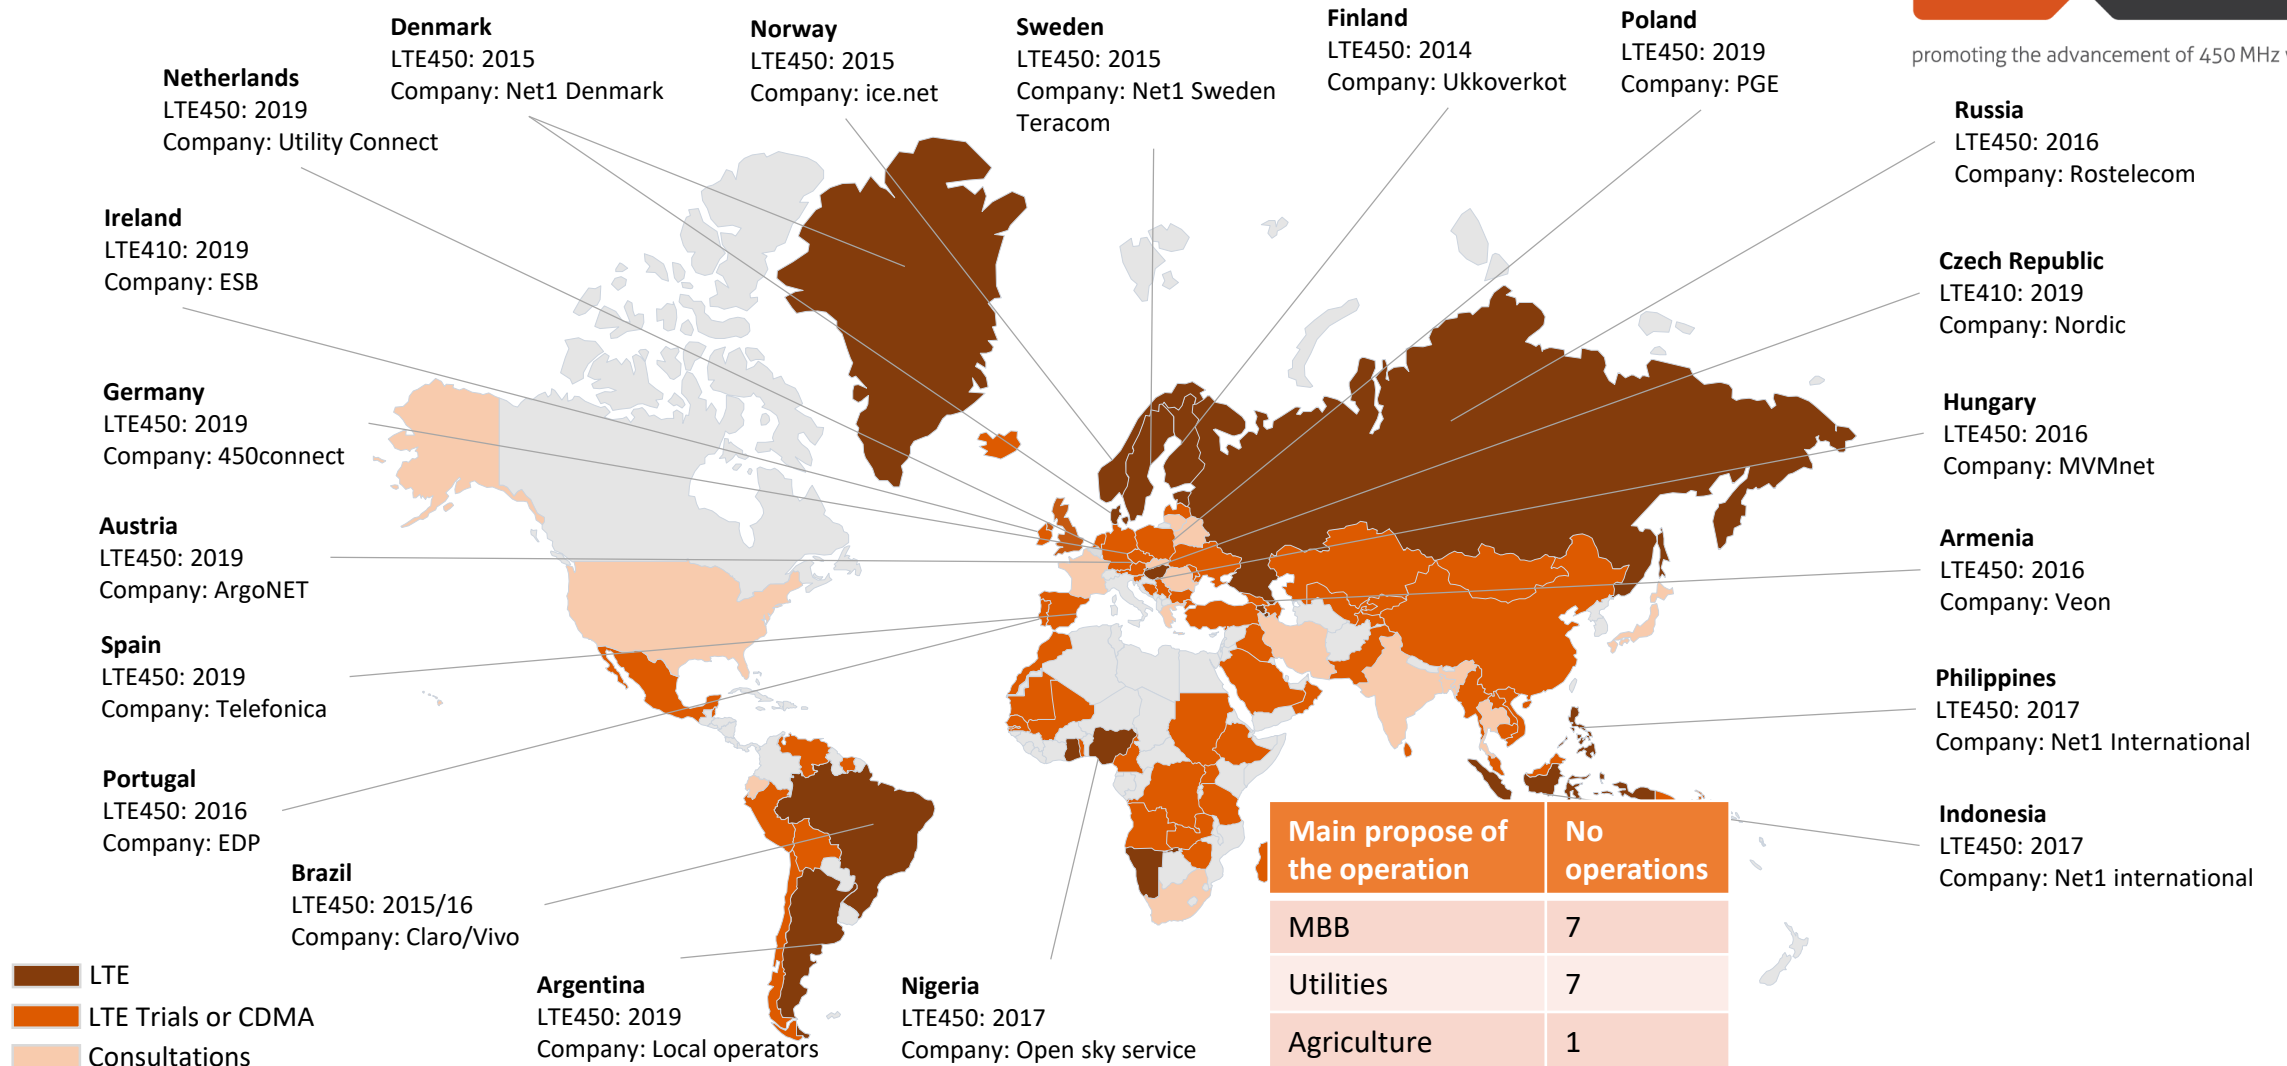 Denmark
LTE450: 2015
Company: Net1 Denmark
Norway
LTE450: 2015
Company: ice.net
Sweden
LTE450: 2015
Company: Net1 Sweden
Teracom
Finland
LTE450: 2014
Company: Ukkoverkot
Poland
LTE450: 2019
Company: PGE
promoting the advancement of 450 MHz
Netherlands
LTE450: 2019
Company: Utility Connect
Russia
LTE450: 2016
Company: Rostelecom
Ireland
LTE410: 2019
Company: ESB
Czech Republic
LTE410: 2019
Company: Nordic
Germany
LTE450: 2019
Company: 450connect
Hungary
LTE450: 2016
Company: MVMnet
Austria
LTE450: 2019
Company: ArgoNET
Armenia
LTE450: 2016
Company: Veon
Spain
LTE450: 2019
Company: Telefonica
Philippines
LTE450: 2017
Company: Net1 International
Portugal
LTE450: 2016
Company: EDP
Indonesia
LTE450: 2017
Company: Net1 international
Brazil
LTE450: 2015/16
Company: Claro/Vivo
Argentina
LTE450: 2019
Company: Local operators
Nigeria
LTE450: 2017
Company: Open sky service
Main propose of
the operation
No
operations
MBB 7
Utilities 7
Agriculture 1
LTE
LTE Trials or CDMA
Consultations